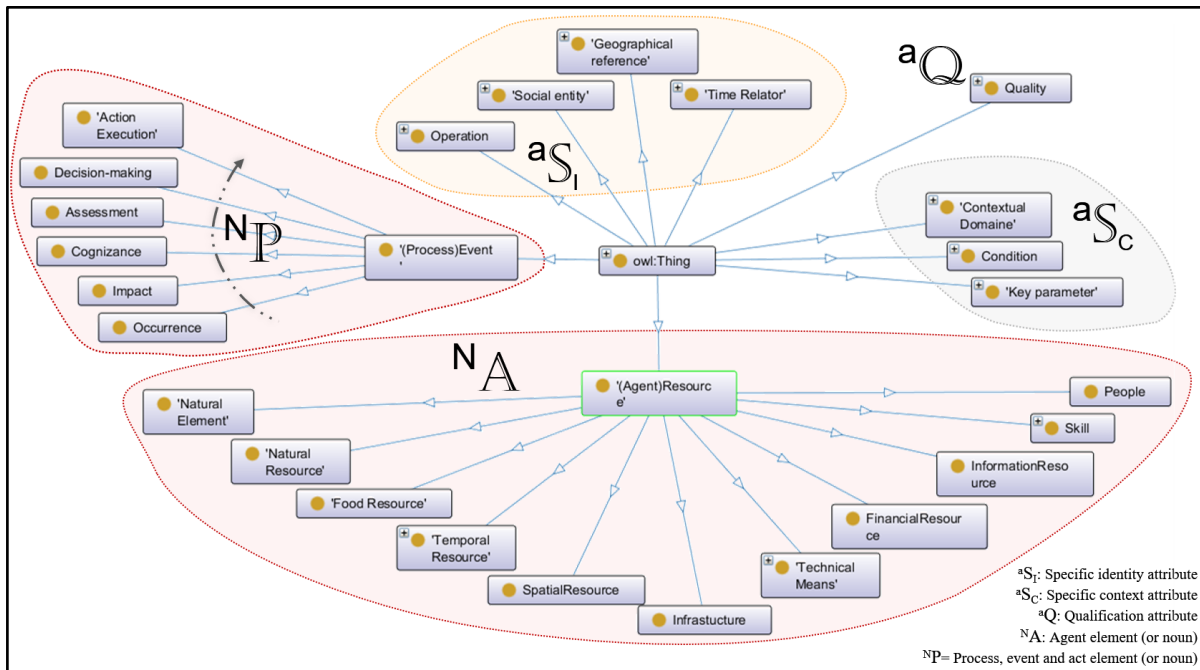 'Geographical
reference'
'Social entity'
'Time Relator'
Operation
aSI
aQ
Quality
'Action
Execution'
Decision-making
Assessment
Cognizance
Impact
Occurrence
NP
'(Process)Event
'
owl:Thing
aSC
'Contextual
Domaine'
Condition
'Key parameter'
NA
'(Agent)Resourc
e'
'Natural
Element'
'Natural
Resource'
'Food Resource'
'Temporal
Resource'
SpatialResource
Infrastucture
'Technical
Means'
FinancialResour
ce
InformationReso
urce
Skill
People
aSI: Specific identity attribute
aSC: Specific context attribute
aQ: Qualification attribute
NA: Agent element (or noun)
NP= Process, event and act element (or noun)